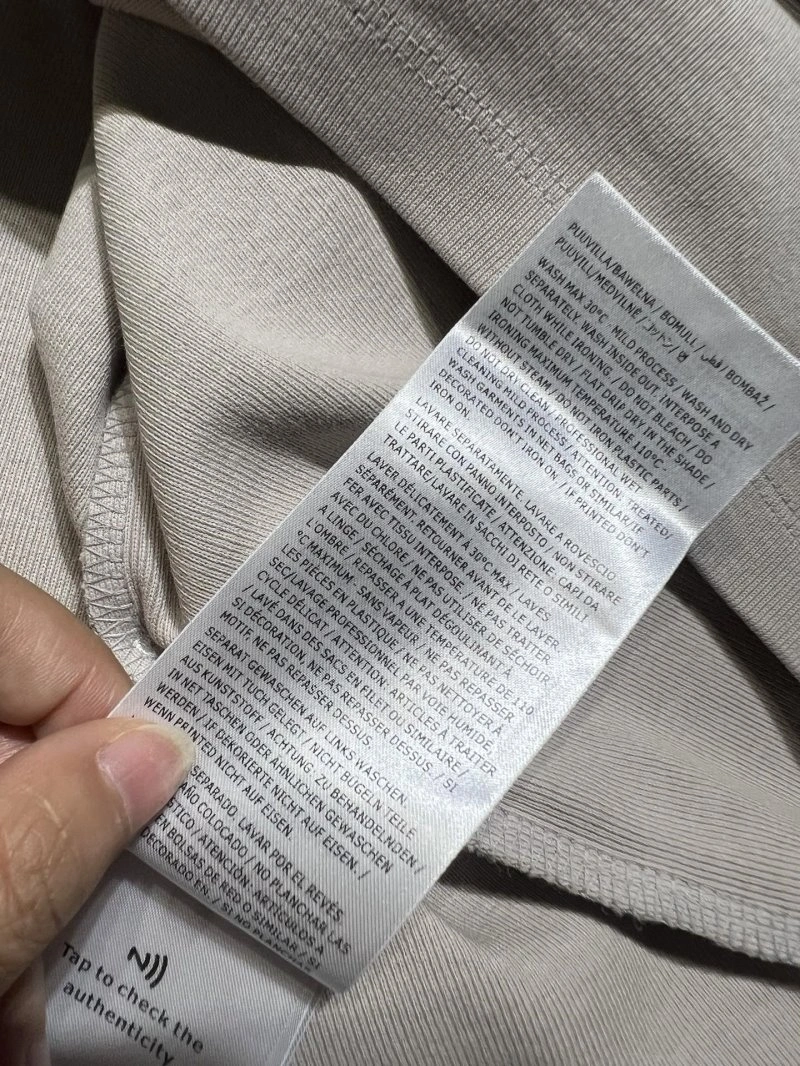 PUUVILLA/BAWEŁNA / BOMULL / قطن / BOMBAŽ /
PUUVILL/MEDVILNĖ / コットン / 면
WASH MAX 30°C - MILD PROCESS / WASH AND DRY
SEPARATELY. WASH INSIDE OUT. INTERPOSE A
CLOTH WHILE IRONING / DO NOT BLEACH / DO
NOT TUMBLE DRY / FLAT DRIP DRY IN THE SHADE /
IRONING MAXIMUM TEMPERATURE 110°C
WITHOUT STEAM. DO NOT IRON PLASTIC PARTS /
DO NOT DRY CLEAN / PROFESSIONAL WET
CLEANING MILD PROCESS / ATTENTION. TREATED;
WASH GARMENTS IN NET BAGS OR SIMILAR/IF
DECORATED DON'T IRON ON. / IF PRINTED DON'T
IRON ON.
LAVARE SEPARATAMENTE. LAVARE A ROVESCIO.
STIRARE CON PANNO INTERPOSTO / NON STIRARE
LE PARTI PLASTIFICATE / ATTENZIONE. CAPI DA
TRATTARE/LAVARE IN SACCHI DI RETE O SIMILI
LAVER DÉLICATEMENT A 30°C MAX / LAVES
SÉPARÉMENT. RETOURNER AVANT DE LE LAVER.
FER AVEC TISSU INTERPOSE / NE PAS TRAITER
AVEC DU CHLORE / NE PAS UTILISER DE SÉCHOIR
A LINGE / SÉCHAGE À PLAT DÉGOULINANT À
L'OMBRE / REPASSER A UNE TEMPÉRATURE DE 110
°C MAXIMUM SANS VAPEUR. NE PAS REPASSER
LES PIÈCES EN PLASTIQUE / NE PAS NETTOYER À
SEC/LAVAGE PROFESSIONNEL PAR VOIE HUMIDE,
CYCLE DÉLICAT / ATTENTION. ARTICLES À TRAITER
/ LAVÉ DANS DES SACS EN FILET OU SIMILAIRE /
SI DÉCORATION, NE PAS REPASSER DESSUS. / SI
MOTIF, NE PAS REPASSER DESSUS.
SEPARAT GEWASCHEN AUF LINKS WASCHEN.
EISEN MIT TUCH GELEGT / NICHT BÜGELN TEILE
AUS KUNSTSTOFF / ACHTUNG. ZU BEHANDELNDEN /
IN NET TASCHEN ODER ÄHNLICHEN GEWASCHEN
WERDEN / IF DEKORIERTE NICHT AUF EISEN. /
WENN PRINTED NICHT AUF EISEN.
SEPARADO. LAVAR POR EL REVÉS
AÑO COLOCADO / NO PLANCHAR LAS
STICO / ATENCIÓN. ARTÍCULOS A
ER BOLSAS DE RED O SIMILAR / SI
DECORADO EN. / SI NO PLANCHAR
Tap to check the
authenticity